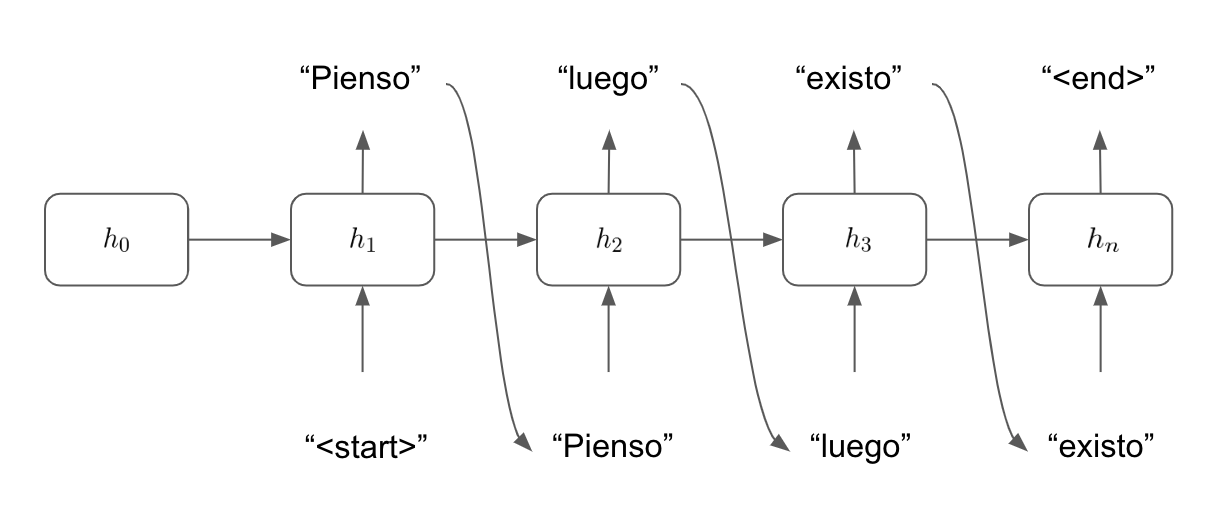 “Pienso” “luego” “existo” “<end>”
h₀ h₁ h₂ h₃ hₙ
“<start>” “Pienso” “luego” “existo”